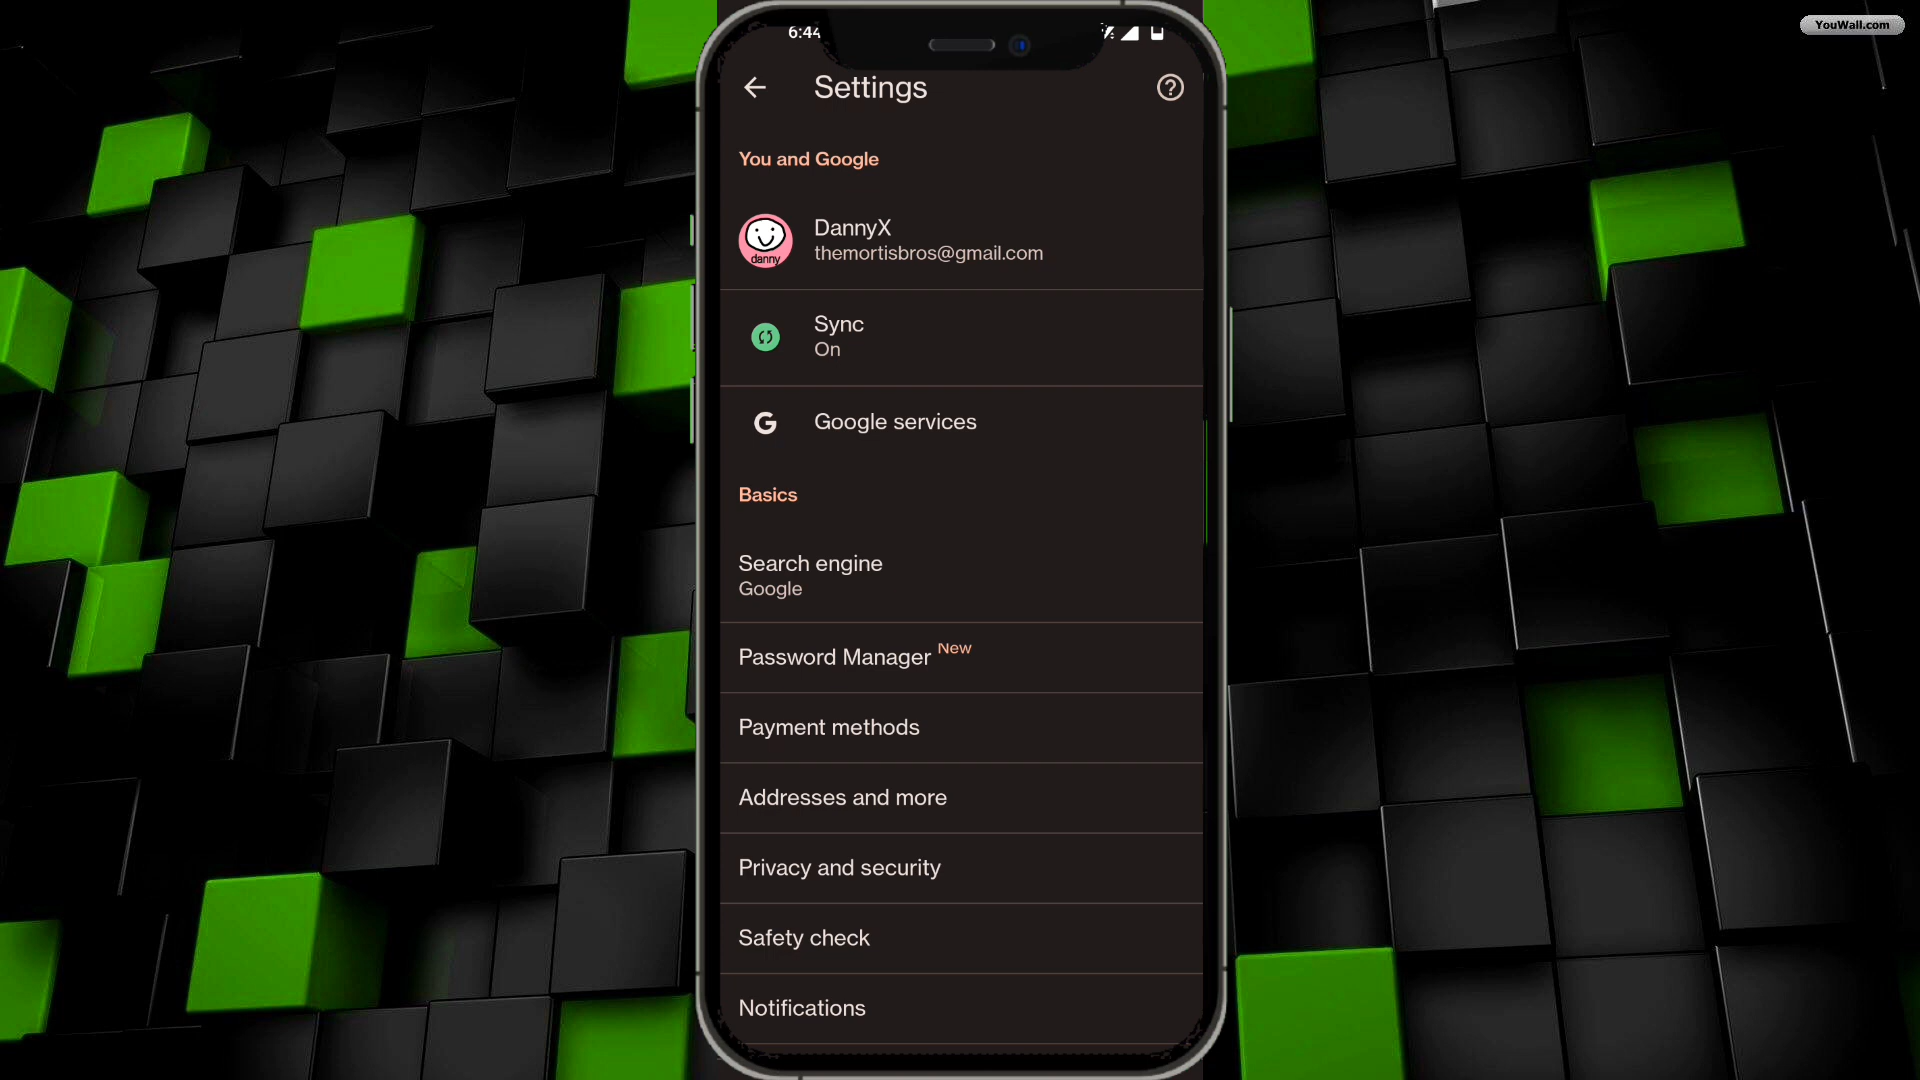 YouWall.com
6:44
Settings
You and Google
danny
DannyX
themortisbros@gmail.com
Sync
On
G
Google services
Basics
Search engine
Google
Password Manager New
Payment methods
Addresses and more
Privacy and security
Safety check
Notifications